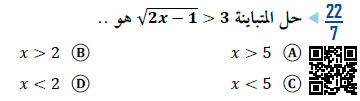 22/7 ◄ حل المتباينة √(2x − 1) > 3 هو ..
x > 5 Ⓐ x > 2 Ⓑ
x < 5 Ⓒ x < 2 Ⓓ